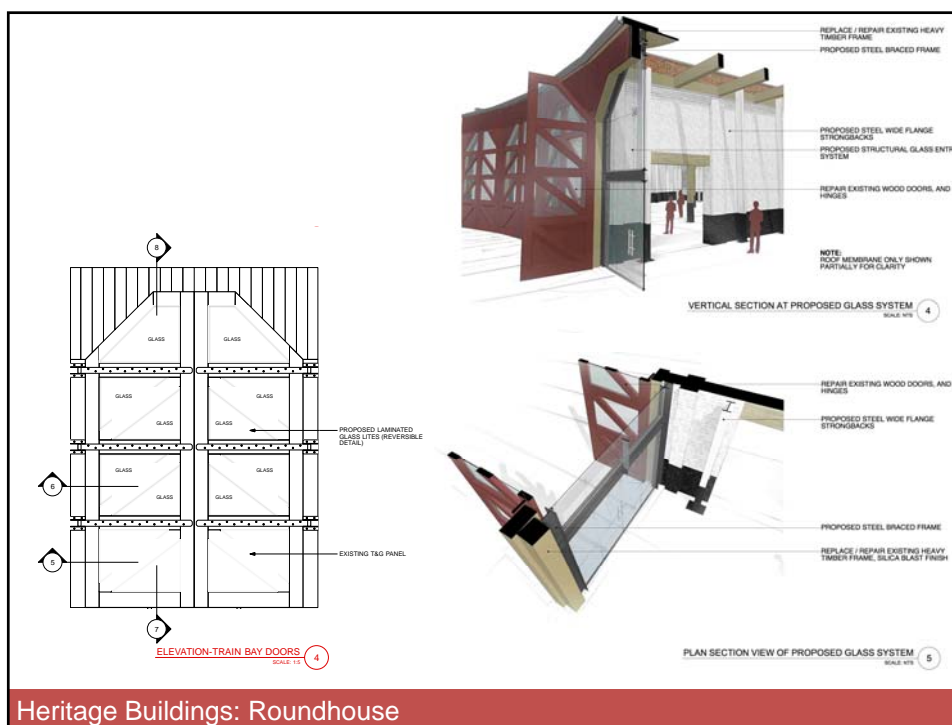 REPLACE / REPAIR EXISTING HEAVY
TIMBER FRAME
PROPOSED STEEL BRACED FRAME
PROPOSED STEEL WIDE FLANGE
STRONGBACKS
PROPOSED STRUCTURAL GLASS ENTR
SYSTEM
REPAIR EXISTING WOOD DOORS, AND
HINGES
NOTE:
ROOF MEMBRANE ONLY SHOWN
PARTIALLY FOR CLARITY
VERTICAL SECTION AT PROPOSED GLASS SYSTEM 4
SCALE: NTS
8
GLASS GLASS
GLASS GLASS
GLASS GLASS
PROPOSED LAMINATED
GLASS LITES (REVERSIBLE
DETAIL)
GLASS GLASS
6
GLASS GLASS
EXISTING T&G PANEL
5
7
ELEVATION-TRAIN BAY DOORS 4
SCALE: 1:5
REPAIR EXISTING WOOD DOORS, AND
HINGES
PROPOSED STEEL WIDE FLANGE
STRONGBACKS
PROPOSED STEEL BRACED FRAME
REPLACE / REPAIR EXISTING HEAVY
TIMBER FRAME, SILICA BLAST FINISH
PLAN SECTION VIEW OF PROPOSED GLASS SYSTEM 5
SCALE: NTS
Heritage Buildings: Roundhouse